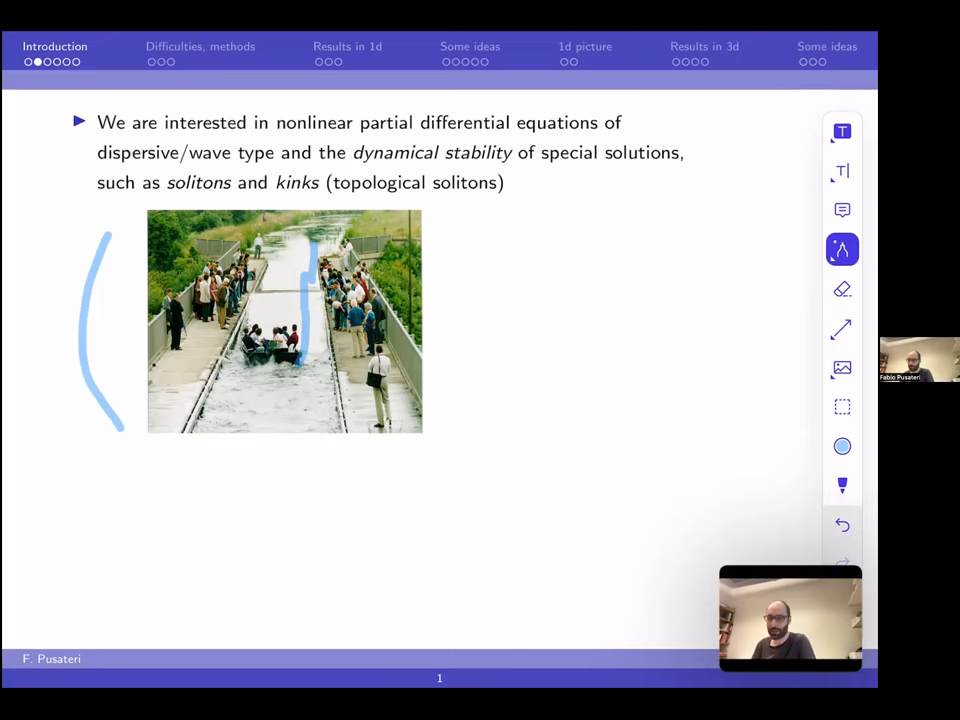 Introduction
Difficulties, methods
Results in 1d
Some ideas
1d picture
Results in 3d
Some ideas
We are interested in nonlinear partial differential equations of
dispersive/wave type and the dynamical stability of special solutions,
such as solitons and kinks (topological solitons)
T
T
Fabio Pusateri
F. Pusateri
1